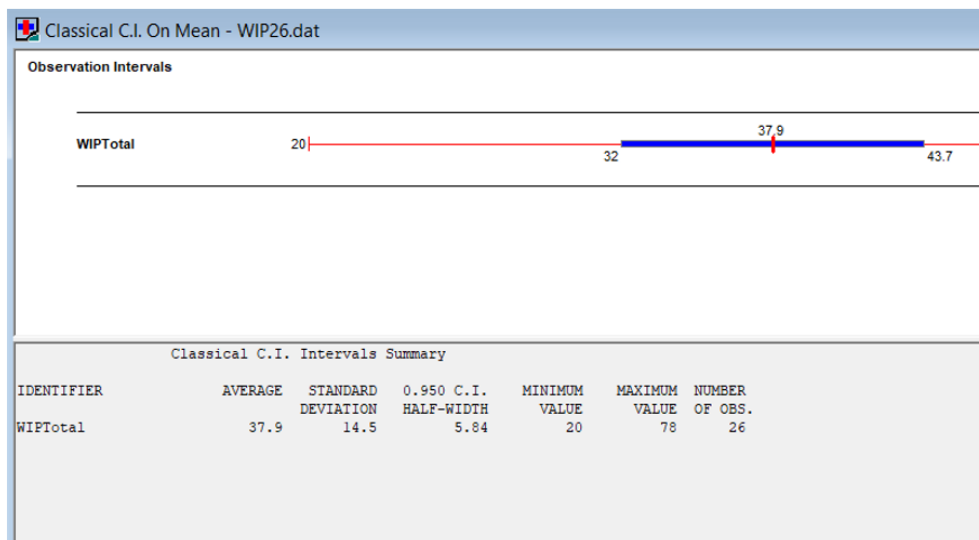 Classical C.I. On Mean - WIP26.dat
Observation Intervals
37.9
WIPTotal 20
32 43.7
Classical C.I. Intervals Summary
IDENTIFIER AVERAGE STANDARD 0.950 C.I. MINIMUM MAXIMUM NUMBER
DEVIATION HALF-WIDTH VALUE VALUE OF OBS.
WIPTotal 37.9 14.5 5.84 20 78 26